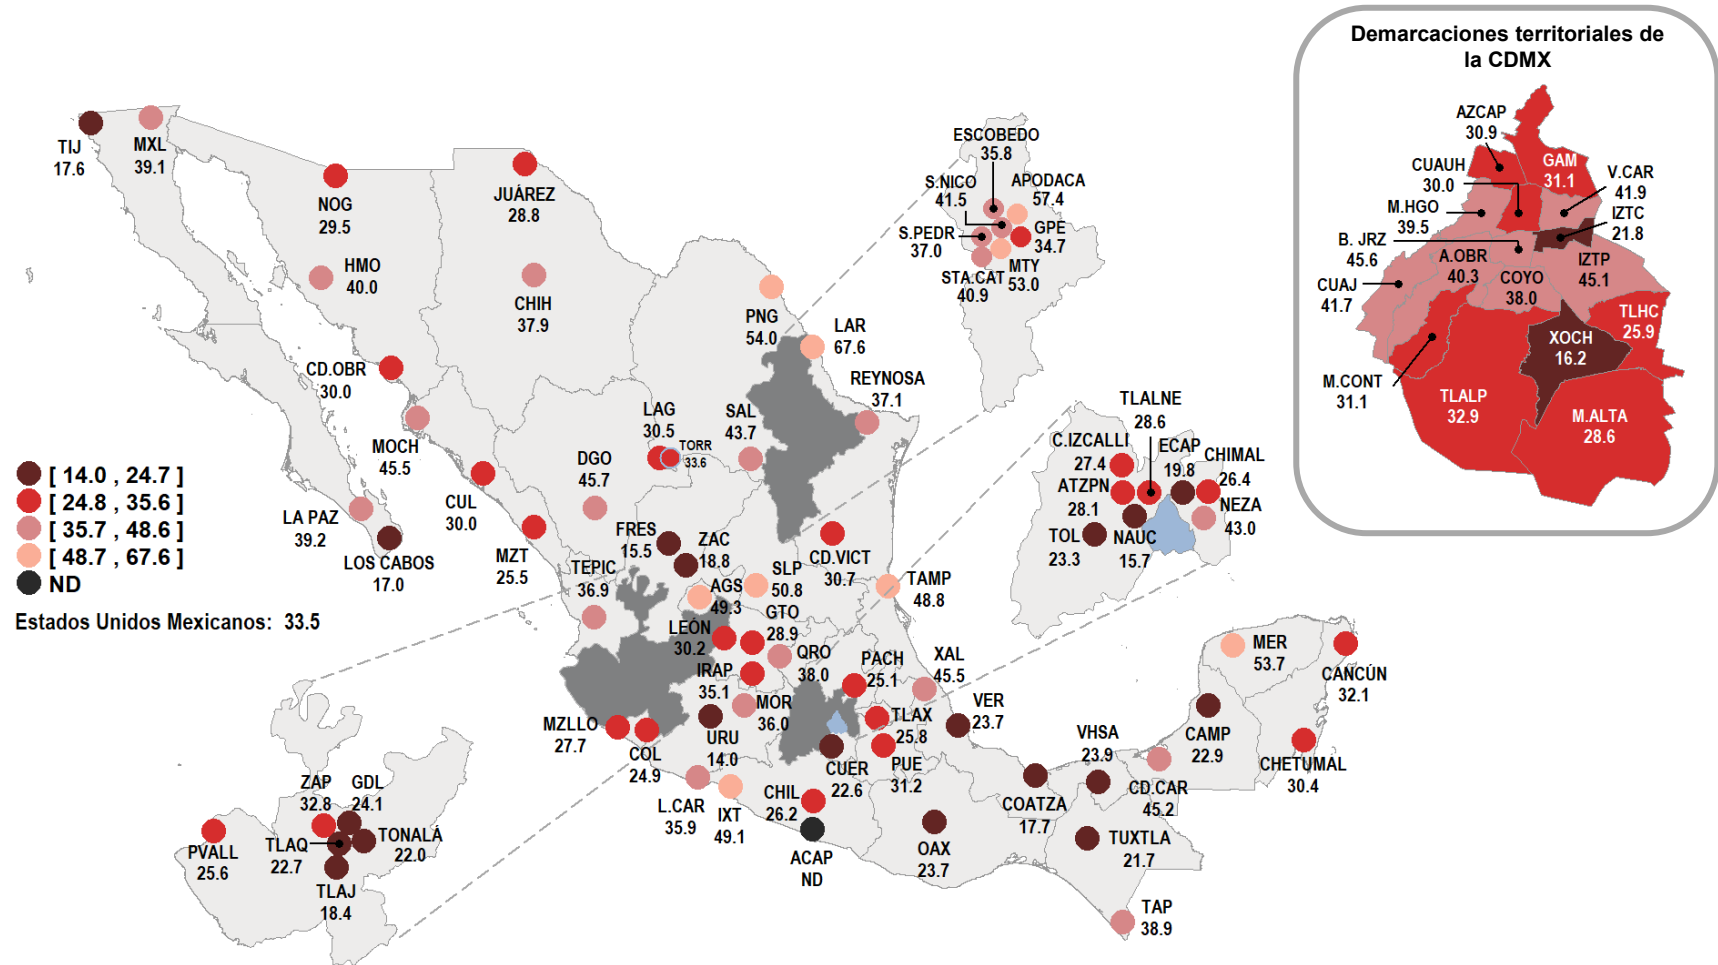 Demarcaciones territoriales de
la CDMX
AZCAP
30.9
CUAUH
30.0
GAM
31.1
V.CAR
41.9
M.HGO
39.5
IZTC
21.8
B. JRZ
45.6
A.OBR
40.3
IZTP
45.1
COYO
38.0
CUAJ
41.7
TLHC
25.9
XOCH
16.2
M.CONT
31.1
TLALP
32.9
M.ALTA
28.6
TIJ
17.6
MXL
39.1
NOG
29.5
JUÁREZ
28.8
HMO
40.0
CHIH
37.9
ESCOBEDO
35.8
S.NICO
41.5
APODACA
57.4
S.PEDR
37.0
GPE
34.7
MTY
53.0
STA.CAT
40.9
PNG
54.0
LAR
67.6
REYNOSA
37.1
CD.OBR
30.0
MOCH
45.5
LAG
30.5
TORR
33.6
SAL
43.7
DGO
45.7
CUL
30.0
LA PAZ
39.2
LOS CABOS
17.0
MZT
25.5
FRES
15.5
ZAC
18.8
CD.VICT
30.7
TLALNE
28.6
C.IZCALLI
27.4
ECAP
19.8
CHIMAL
26.4
ATZPN
28.1
NEZA
43.0
TOL
23.3
NAUC
15.7
[ 14.0 , 24.7 ]
[ 24.8 , 35.6 ]
[ 35.7 , 48.6 ]
[ 48.7 , 67.6 ]
ND
Estados Unidos Mexicanos: 33.5
TEPIC
36.9
AGS
49.3
SLP
50.8
TAMP
48.8
LEÓN
30.2
GTO
28.9
IRAP
35.1
QRO
38.0
PACH
25.1
XAL
45.5
MER
53.7
CANCÚN
32.1
MZLLO
27.7
COL
24.9
URU
14.0
MOR
36.0
TLAX
25.8
VER
23.7
CUER
22.6
PUE
31.2
VHSA
23.9
CAMP
22.9
CHETUMAL
30.4
CD.CAR
45.2
L.CAR
35.9
IXT
49.1
CHIL
26.2
ACAP
ND
COATZA
17.7
OAX
23.7
TUXTLA
21.7
TAP
38.9
ZAP
32.8
GDL
24.1
PVALL
25.6
TLAQ
22.7
TONALÁ
22.0
TLAJ
18.4